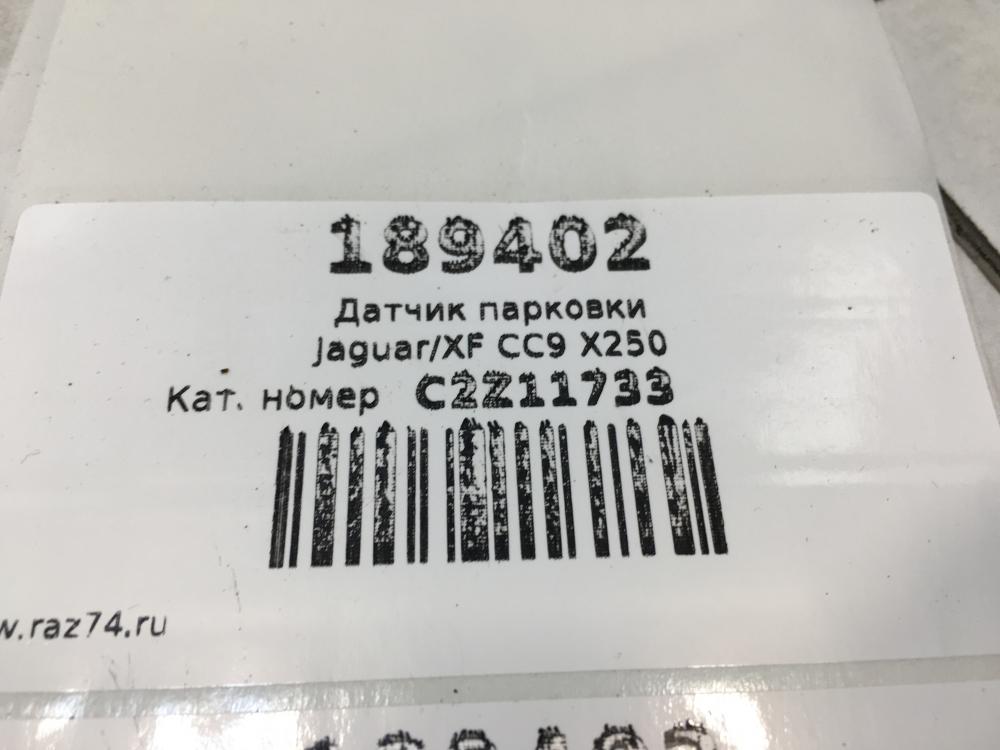 189402
Датчик парковки
Jaguar/XF CC9 X250
Кат. номер C2Z11733
w.raz74.ru